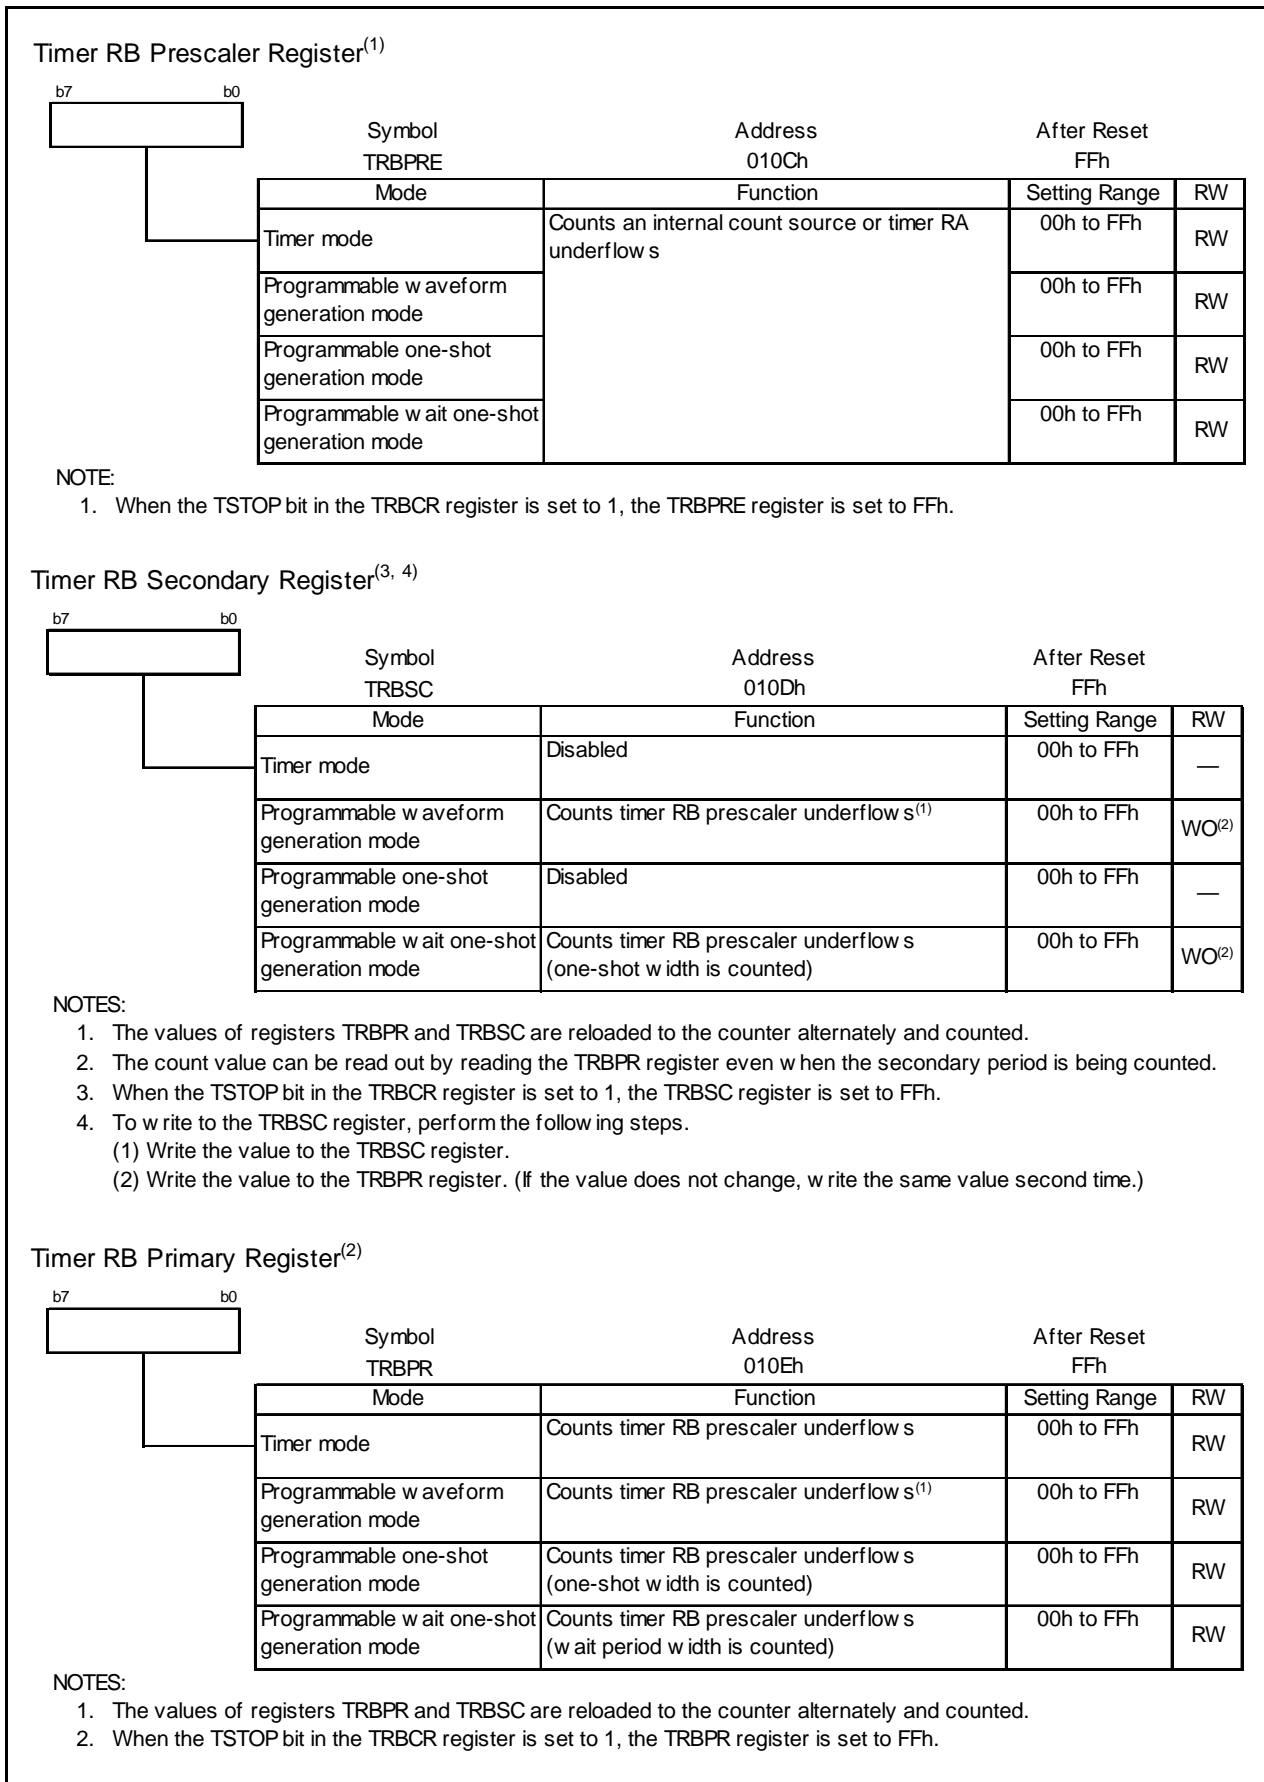 Timer RB Prescaler Register(1)
b7 b0
Symbol Address After Reset
TRBPRE 010Ch FFh
Mode Function Setting Range RW
Timer mode Counts an internal count source or timer RA underflows 00h to FFh RW
Programmable waveform generation mode 00h to FFh RW
Programmable one-shot generation mode 00h to FFh RW
Programmable wait one-shot generation mode 00h to FFh RW
NOTE:
1. When the TSTOP bit in the TRBCR register is set to 1, the TRBPRE register is set to FFh.
Timer RB Secondary Register(3, 4)
b7 b0
Symbol Address After Reset
TRBSC 010Dh FFh
Mode Function Setting Range RW
Timer mode Disabled 00h to FFh —
Programmable waveform generation mode Counts timer RB prescaler underflows(1) 00h to FFh WO(2)
Programmable one-shot generation mode Disabled 00h to FFh —
Programmable wait one-shot generation mode Counts timer RB prescaler underflows (one-shot width is counted) 00h to FFh WO(2)
NOTES:
1. The values of registers TRBPR and TRBSC are reloaded to the counter alternately and counted.
2. The count value can be read out by reading the TRBPR register even when the secondary period is being counted.
3. When the TSTOP bit in the TRBCR register is set to 1, the TRBSC register is set to FFh.
4. To write to the TRBSC register, perform the following steps.
(1) Write the value to the TRBSC register.
(2) Write the value to the TRBPR register. (If the value does not change, write the same value second time.)
Timer RB Primary Register(2)
b7 b0
Symbol Address After Reset
TRBPR 010Eh FFh
Mode Function Setting Range RW
Timer mode Counts timer RB prescaler underflows 00h to FFh RW
Programmable waveform generation mode Counts timer RB prescaler underflows(1) 00h to FFh RW
Programmable one-shot generation mode Counts timer RB prescaler underflows (one-shot width is counted) 00h to FFh RW
Programmable wait one-shot generation mode Counts timer RB prescaler underflows (wait period width is counted) 00h to FFh RW
NOTES:
1. The values of registers TRBPR and TRBSC are reloaded to the counter alternately and counted.
2. When the TSTOP bit in the TRBCR register is set to 1, the TRBPR register is set to FFh.